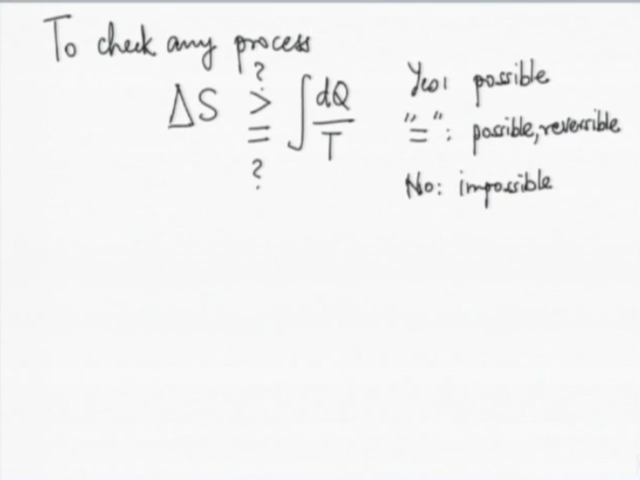 To check any process
?
ΔS > = ∫ dQ / T
?
Yes: possible
"=": possible, reversible
No: impossible